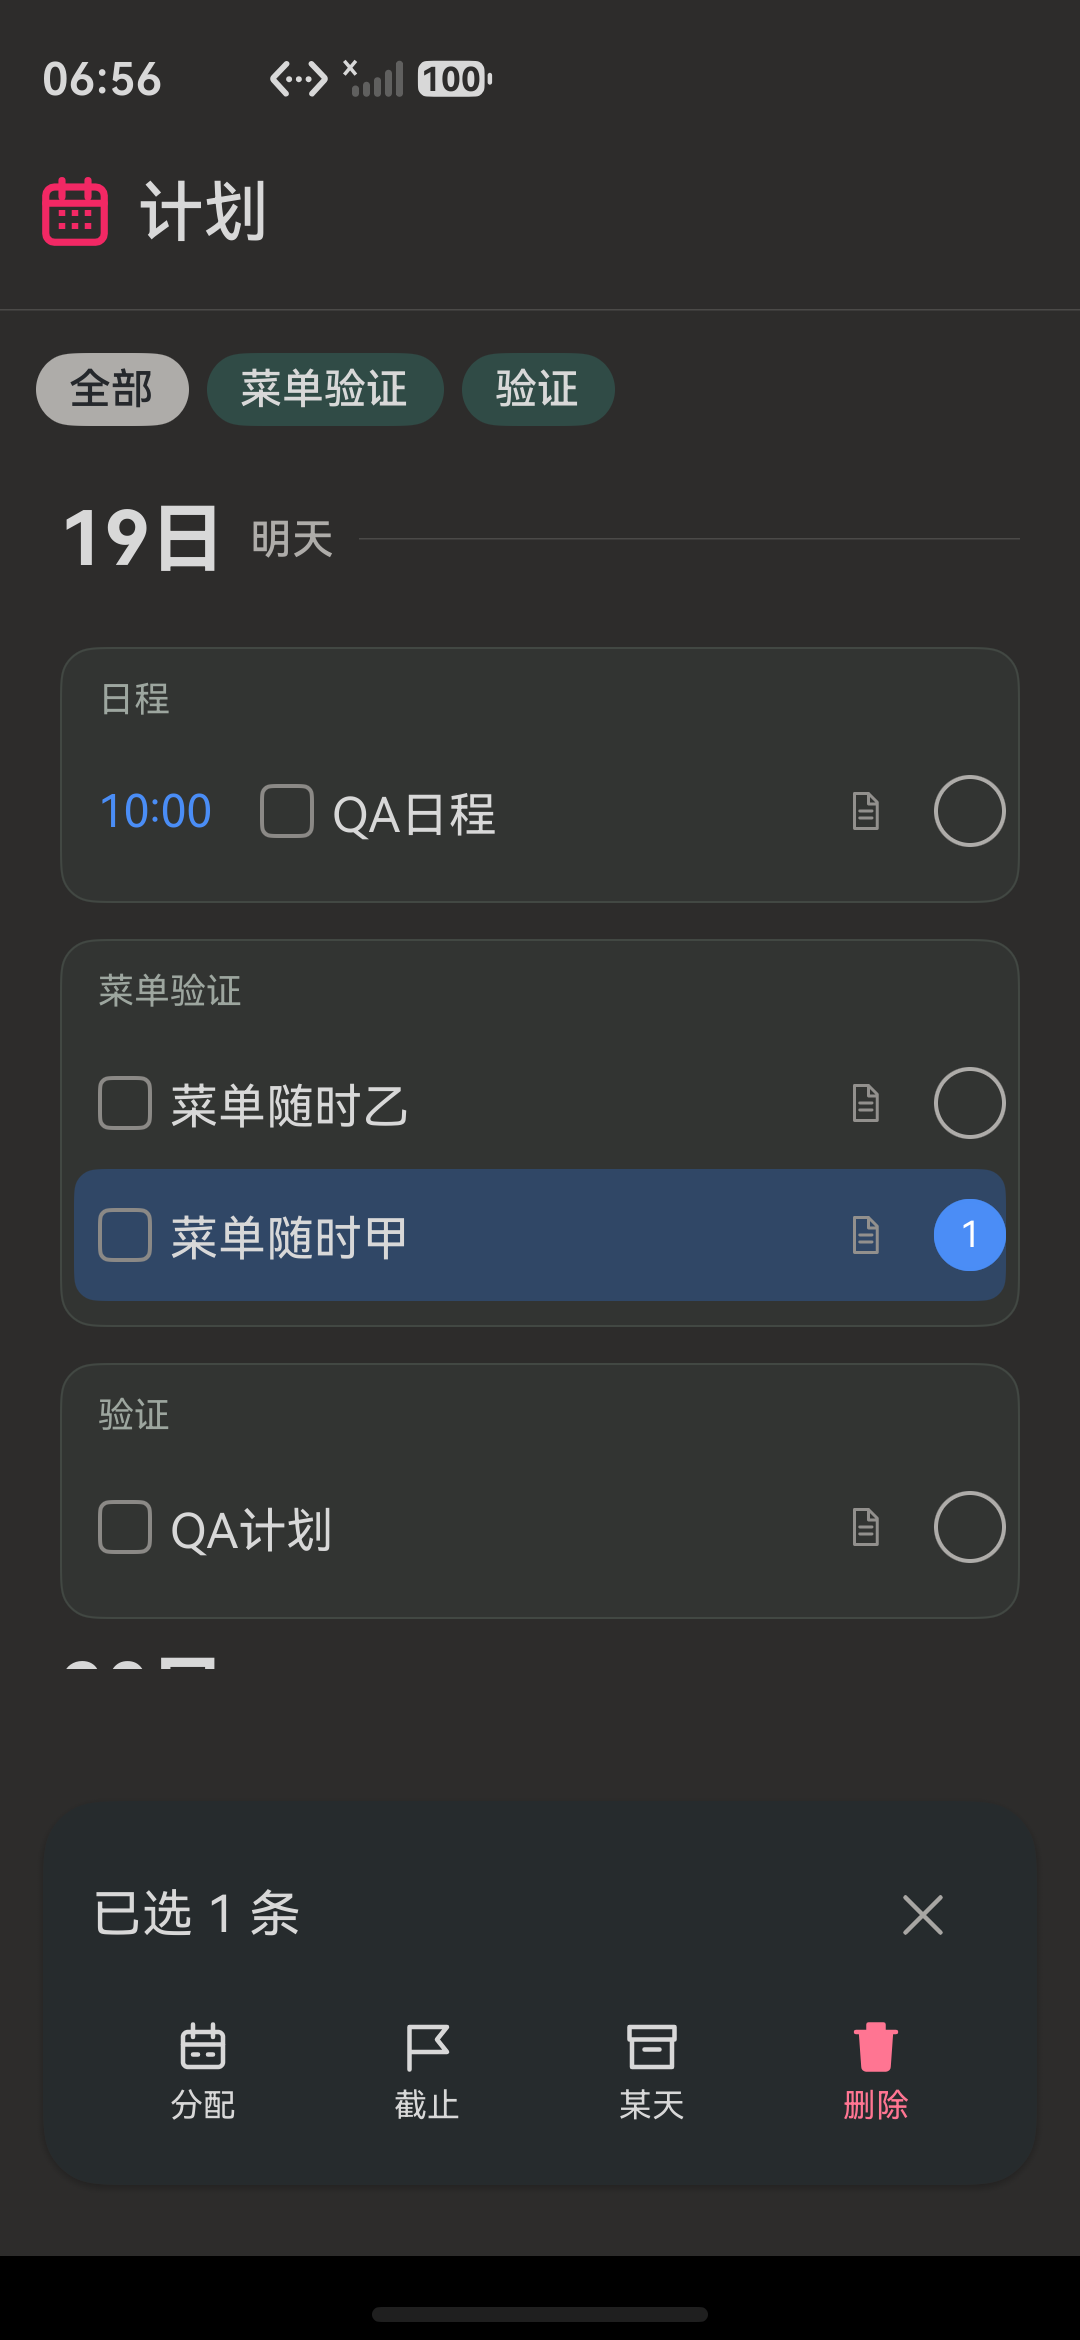 06:56
100
计划
全部 菜单验证 验证
19日 明天
日程
10:00 QA日程
菜单验证
菜单随时乙
菜单随时甲 1
验证
QA计划
已选 1 条
分配 截止 某天 删除